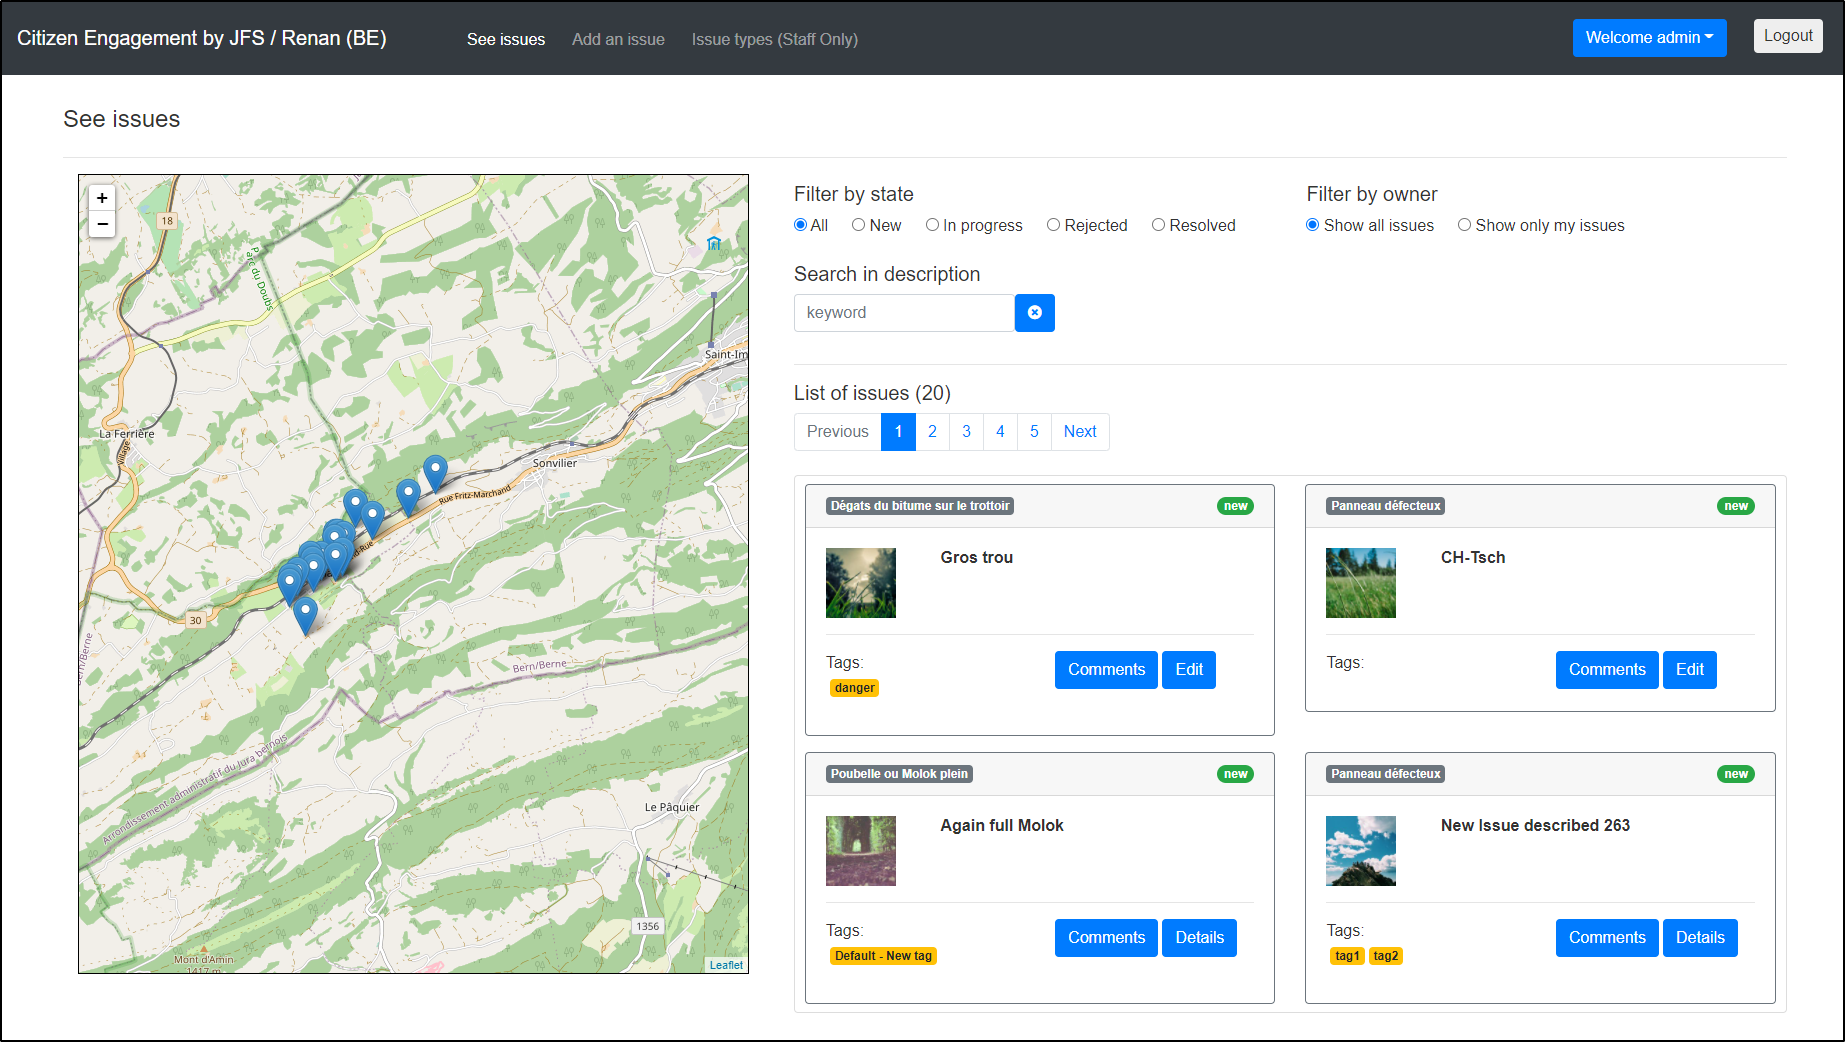 Citizen Engagement by JFS / Renan (BE)
See issues
Add an issue
Issue types (Staff Only)
Welcome admin
Logout
See issues
+
−
18
Parc du Doubs
Saint-Im
La Ferrière
Village
Sonvilier
Rue Fritz-Marchand
d-Rue
30
Bern/Berne
Bern/Berne
Arrondissement administratif du Jura bernois
Le Pâquier
1356
Mont d'Amin
1417 m
Leaflet
Filter by state
All
New
In progress
Rejected
Resolved
Filter by owner
Show all issues
Show only my issues
Search in description
keyword
List of issues (20)
Previous 1 2 3 4 5 Next
Dégats du bitume sur le trottoir
new
Gros trou
Tags:
danger
Comments
Edit
Panneau défecteux
new
CH-Tsch
Tags:
Comments
Edit
Poubelle ou Molok plein
new
Again full Molok
Tags:
Default - New tag
Comments
Details
Panneau défecteux
new
New Issue described 263
Tags:
tag1 tag2
Comments
Details